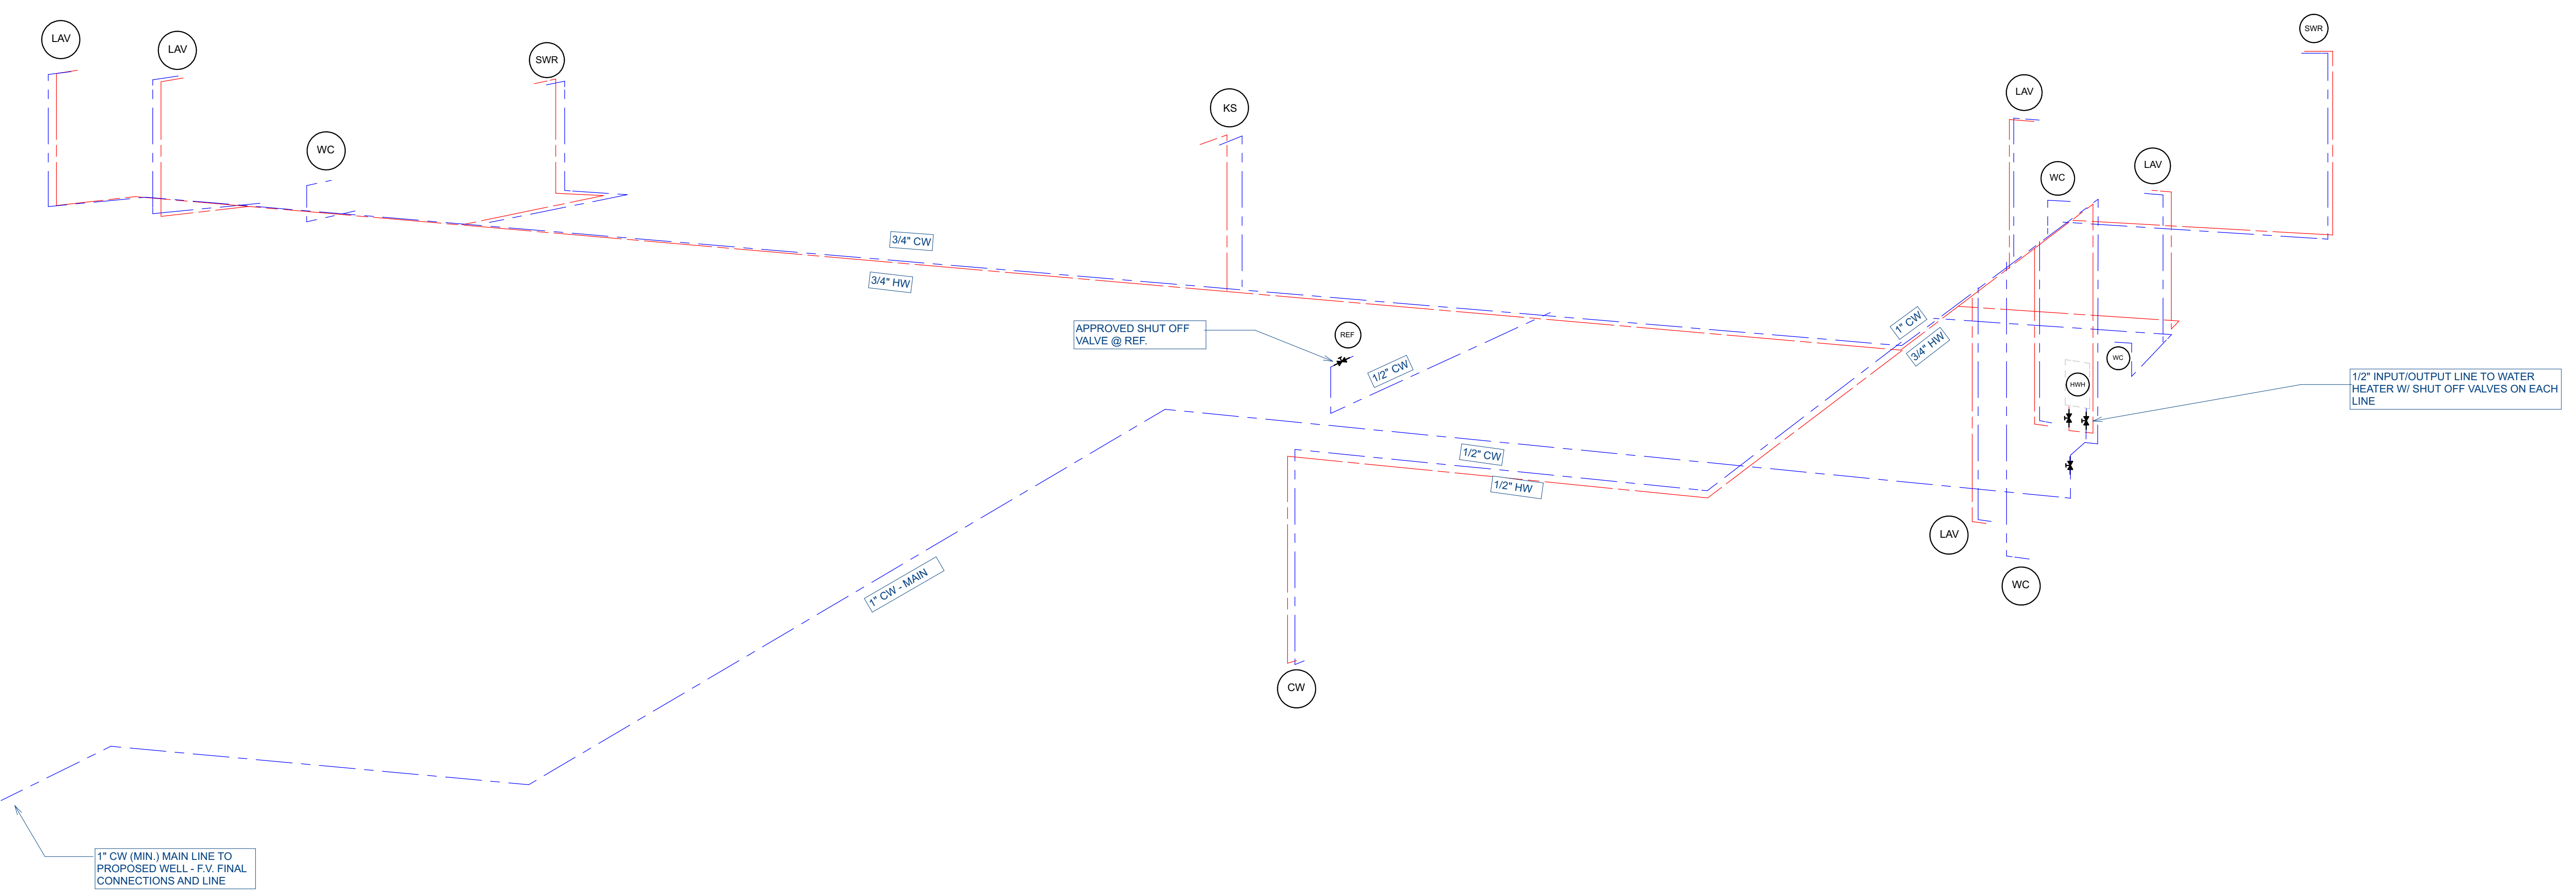 LAV
LAV
SWR
WC
KS
SWR
LAV
WC
LAV
3/4" CW
3/4" HW
APPROVED SHUT OFF
VALVE @ REF.
REF
1/2" CW
1" CW
3/4" HW
WC
HWH
1/2" INPUT/OUTPUT LINE TO WATER
HEATER W/ SHUT OFF VALVES ON EACH
LINE
1/2" CW
1/2" HW
LAV
WC
1" CW - MAIN
CW
1" CW (MIN.) MAIN LINE TO
PROPOSED WELL - F.V. FINAL
CONNECTIONS AND LINE